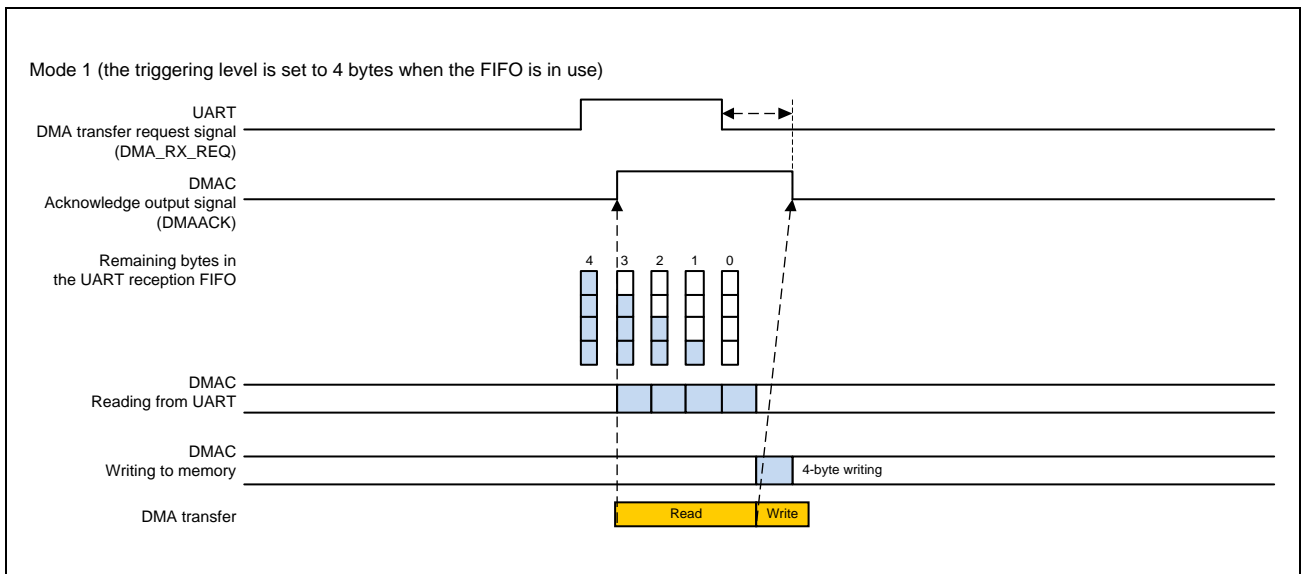 Mode 1 (the triggering level is set to 4 bytes when the FIFO is in use)
UART
DMA transfer request signal
(DMA_RX_REQ)
DMAC
Acknowledge output signal
(DMAACK)
Remaining bytes in
the UART reception FIFO
4 3 2 1 0
DMAC
Reading from UART
DMAC
Writing to memory
4-byte writing
DMA transfer
Read
Write